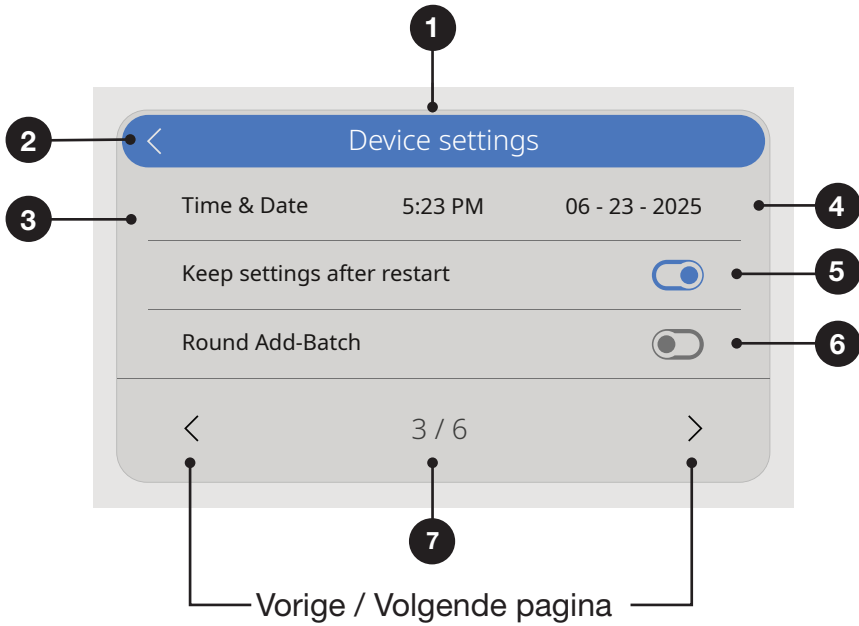 1
2
Device settings
3
Time & Date 5:23 PM 06 - 23 - 2025
4
Keep settings after restart
5
Round Add-Batch
6
3 / 6
7
Vorige / Volgende pagina